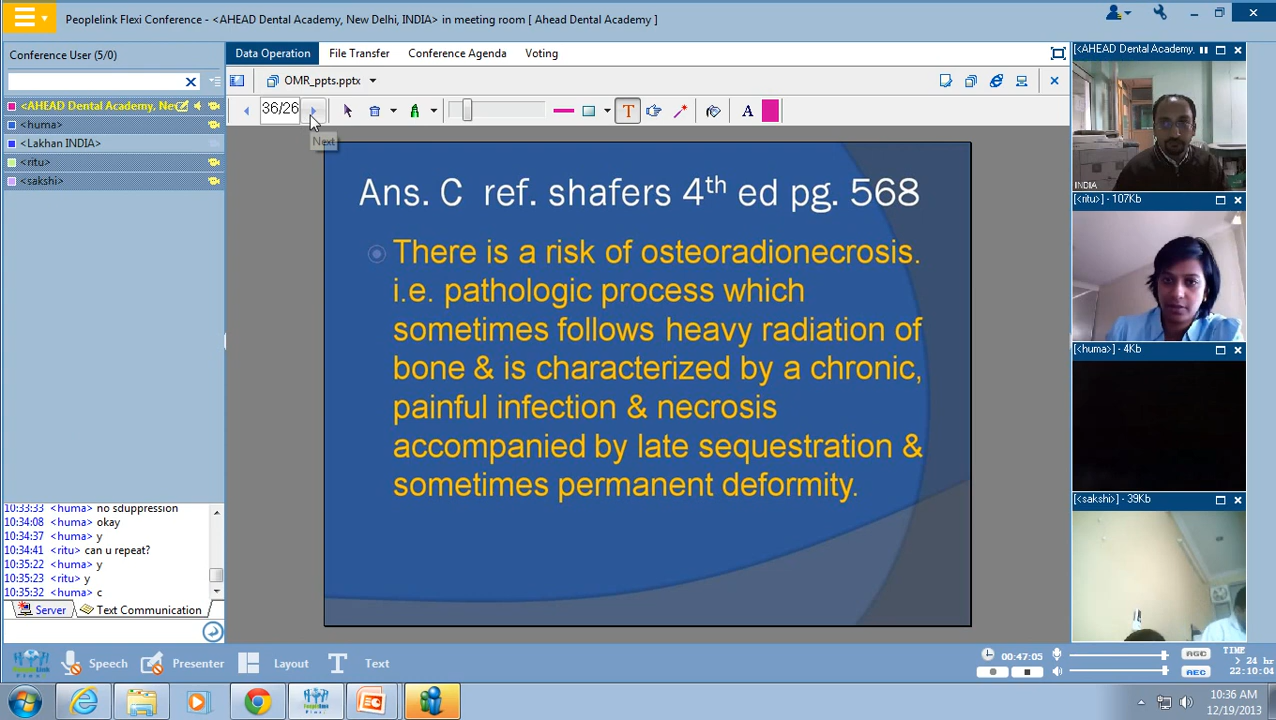 Peoplelink Flexi Conference - <AHEAD Dental Academy, New Delhi, INDIA> in meeting room [ Ahead Dental Academy ]
Conference User (5/0)
Data Operation
File Transfer
Conference Agenda
Voting
OMR_ppts.pptx
36/26
Next
<AHEAD Dental Academy, Nev
<huma>
<Lakhan INDIA>
<ritu>
<sakshi>
Ans. C ref. shafers 4th ed pg. 568
There is a risk of osteoradionecrosis.
i.e. pathologic process which
sometimes follows heavy radiation of
bone & is characterized by a chronic,
painful infection & necrosis
accompanied by late sequestration &
sometimes permanent deformity.
[<AHEAD Dental Academy,
INDIA
[<ritu>] - 107Kb
[<huma>] - 4Kb
[<sakshi>] - 39Kb
10:33:33 <huma> no sduppression
10:34:08 <huma> okay
10:34:37 <huma> y
10:34:41 <ritu> can u repeat?
10:35:22 <huma> y
10:35:23 <ritu> y
10:35:32 <huma> c
Server
Text Communication
Speech
Presenter
Layout
Text
00:47:05
AGC
AEC
TIME
> 24 hr
22:10:04
10:36 AM
12/19/2013